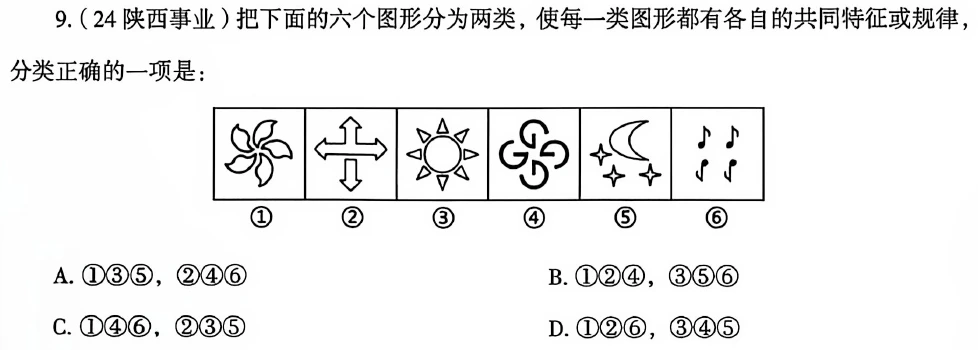 9.（24 陕西事业）把下面的六个图形分为两类，使每一类图形都有各自的共同特征或规律，
分类正确的一项是：
① ② ③ ④ ⑤ ⑥
A. ①③⑤，②④⑥ B. ①②④，③⑤⑥
C. ①④⑥，②③⑤ D. ①②⑥，③④⑤